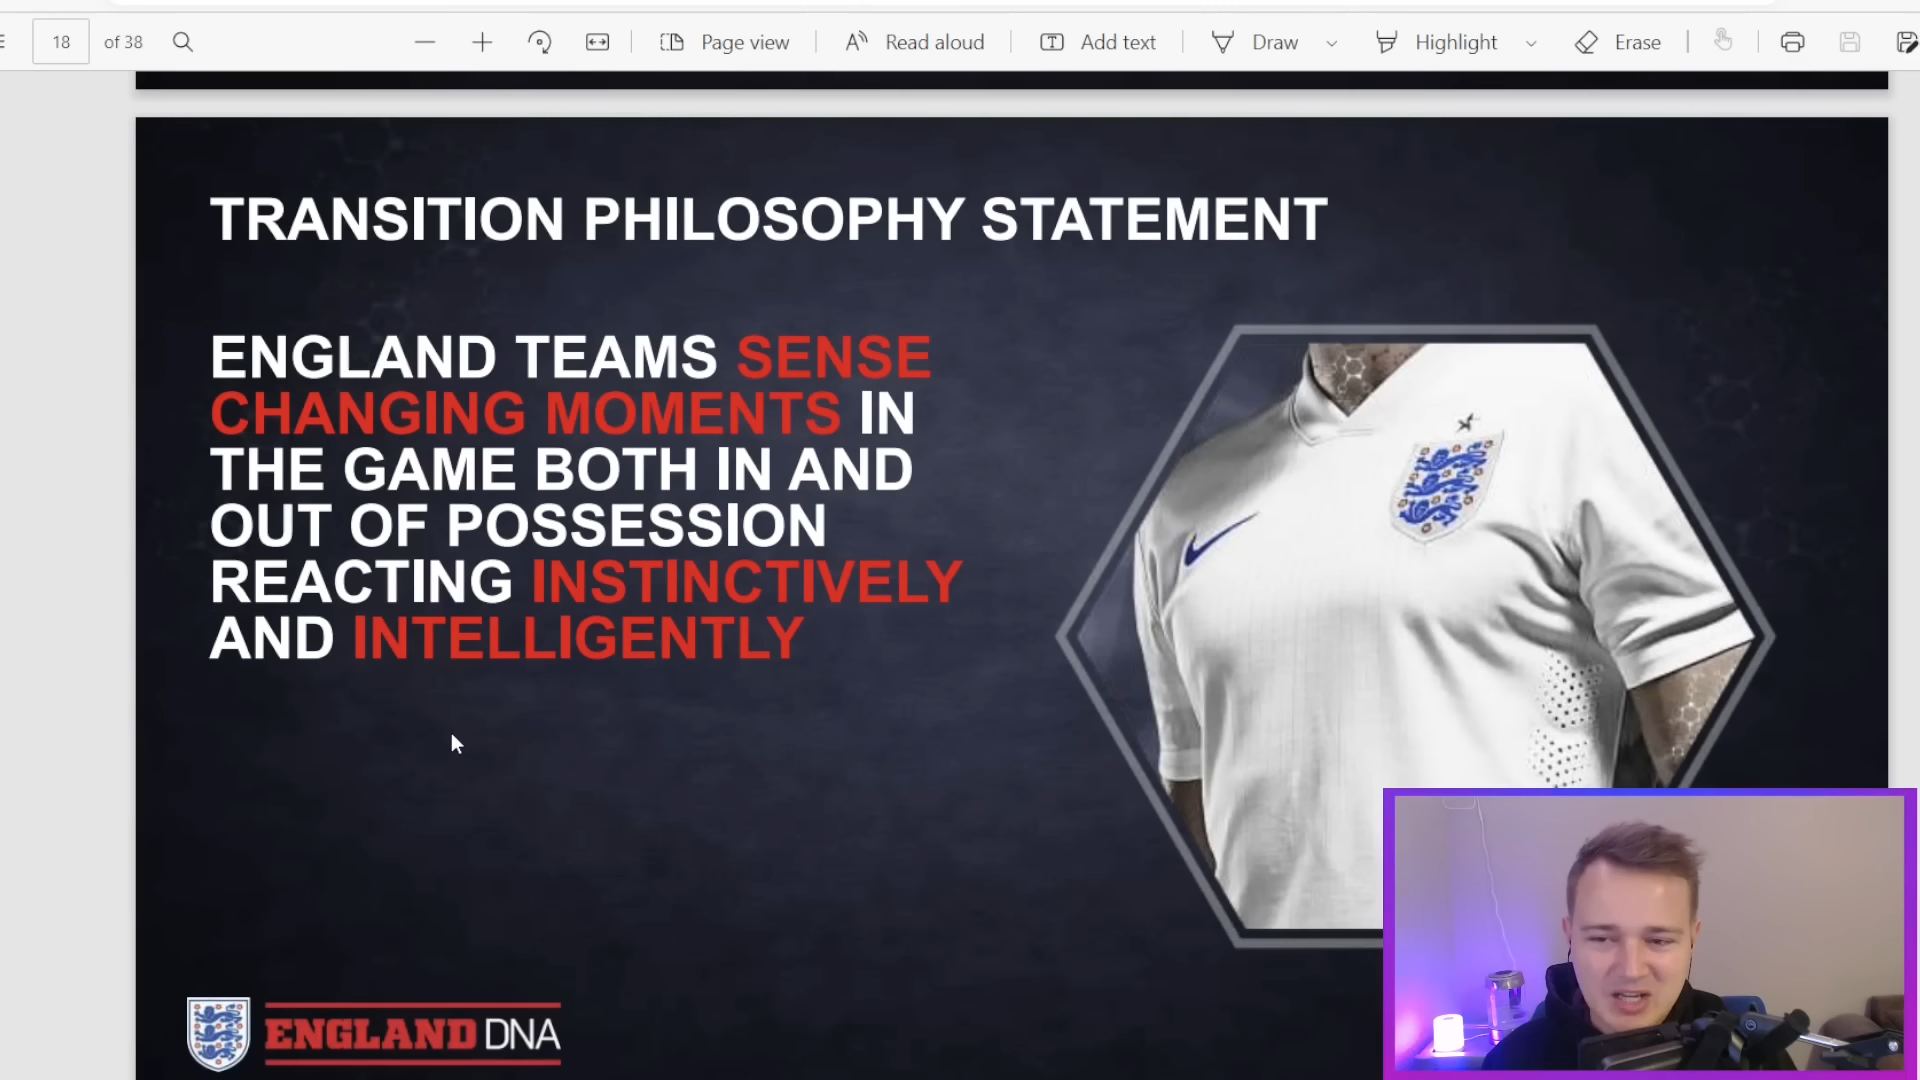 18 of 38 Page view Read aloud Add text Draw Highlight Erase
TRANSITION PHILOSOPHY STATEMENT
ENGLAND TEAMS SENSE
CHANGING MOMENTS IN
THE GAME BOTH IN AND
OUT OF POSSESSION
REACTING INSTINCTIVELY
AND INTELLIGENTLY
ENGLAND DNA